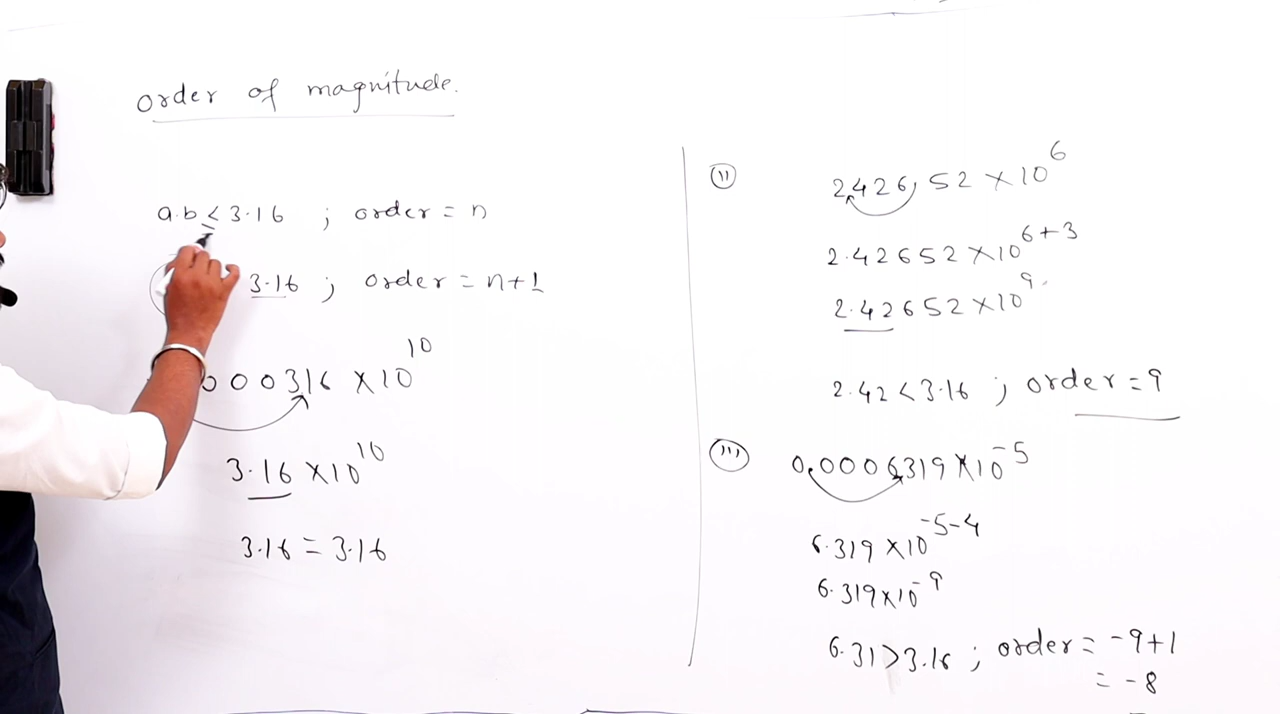 order of magnitude.
a.b ≤ 3.16 ; order = n
3.16 ; order = n+1
000316 × 10^10
3.16 × 10^10
3.16 = 3.16
(ii) 2426.52 × 10^6
2.42652 × 10^6+3
2.42652 × 10^9
2.42 < 3.16 ; order = 9
(iii) 0.0006319 × 10^-5
6.319 × 10^-5-4
6.319 × 10^-9
6.31 > 3.16 ; order = -9+1
= -8